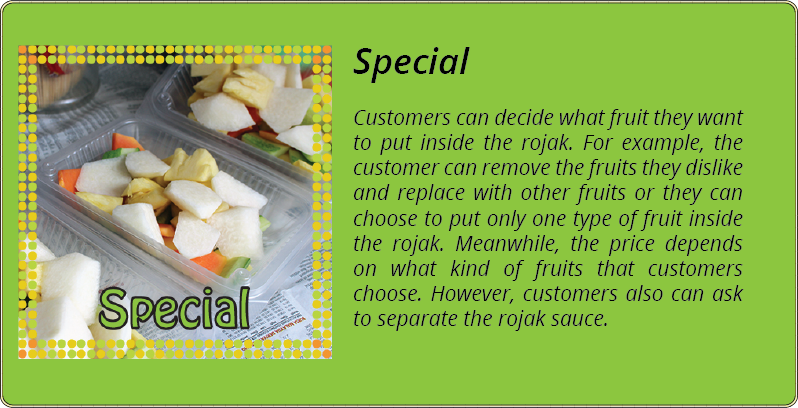 Special
Customers can decide what fruit they want
to put inside the rojak. For example, the
customer can remove the fruits they dislike
and replace with other fruits or they can
choose to put only one type of fruit inside
the rojak. Meanwhile, the price depends
on what kind of fruits that customers
choose. However, customers also can ask
to separate the rojak sauce.
Special